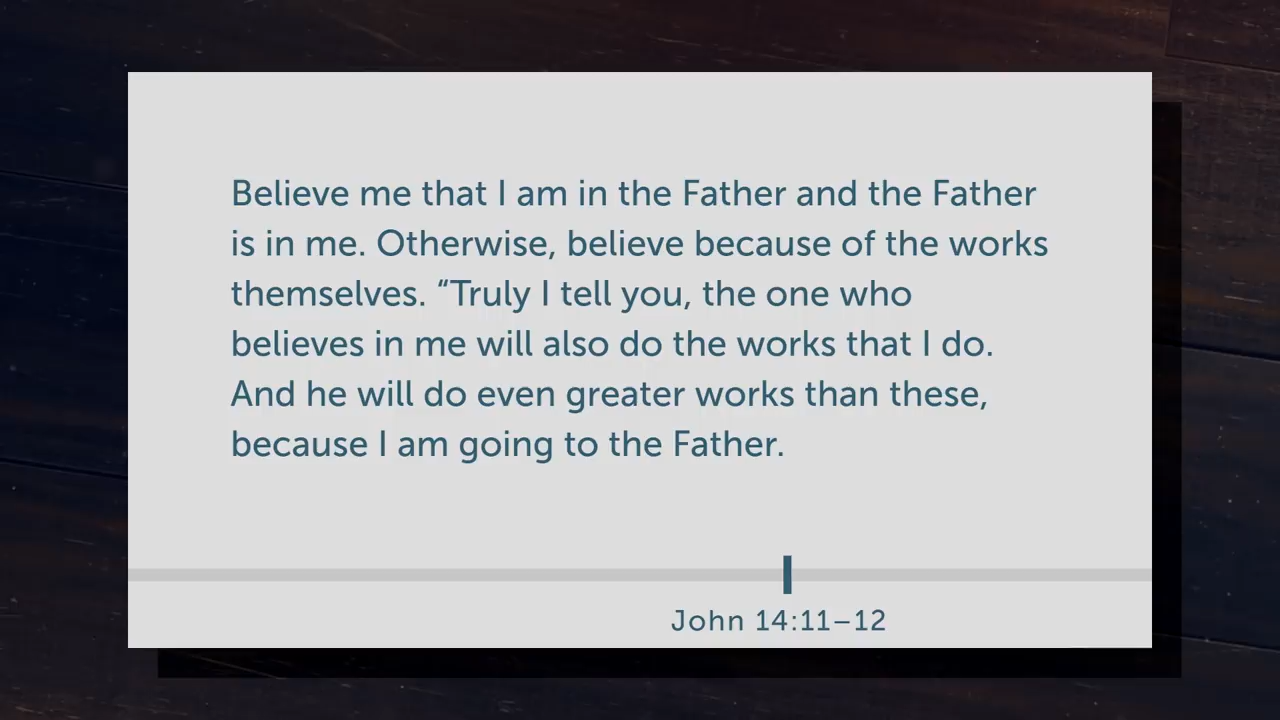 Believe me that I am in the Father and the Father
is in me. Otherwise, believe because of the works
themselves. “Truly I tell you, the one who
believes in me will also do the works that I do.
And he will do even greater works than these,
because I am going to the Father.
John 14:11–12